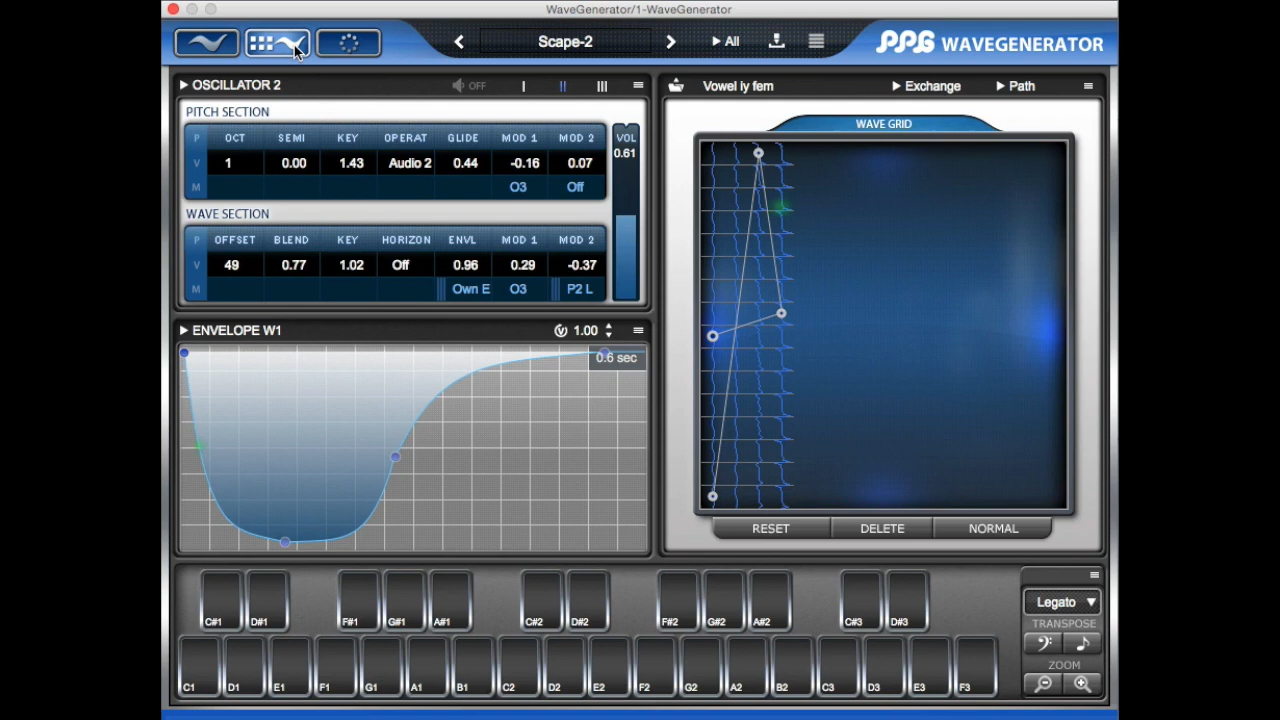 WaveGenerator/1-WaveGenerator
Scape-2
All
PPG WAVEGENERATOR
OSCILLATOR 2
OFF
I
II
III
PITCH SECTION
P OCT SEMI KEY OPERAT GLIDE MOD 1 MOD 2
V 1 0.00 1.43 Audio 2 0.44 -0.16 0.07
M O3 Off
VOL
0.61
WAVE SECTION
P OFFSET BLEND KEY HORIZON ENVL MOD 1 MOD 2
V 49 0.77 1.02 Off 0.96 0.29 -0.37
M Own E O3 P2 L
ENVELOPE W1
1.00
0.6 sec
Vowel iy fem
Exchange
Path
WAVE GRID
RESET
DELETE
NORMAL
C#1 D#1 F#1 G#1 A#1 C#2 D#2 F#2 G#2 A#2 C#3 D#3
C1 D1 E1 F1 G1 A1 B1 C2 D2 E2 F2 G2 A2 B2 C3 D3 E3 F3
Legato
TRANSPOSE
ZOOM